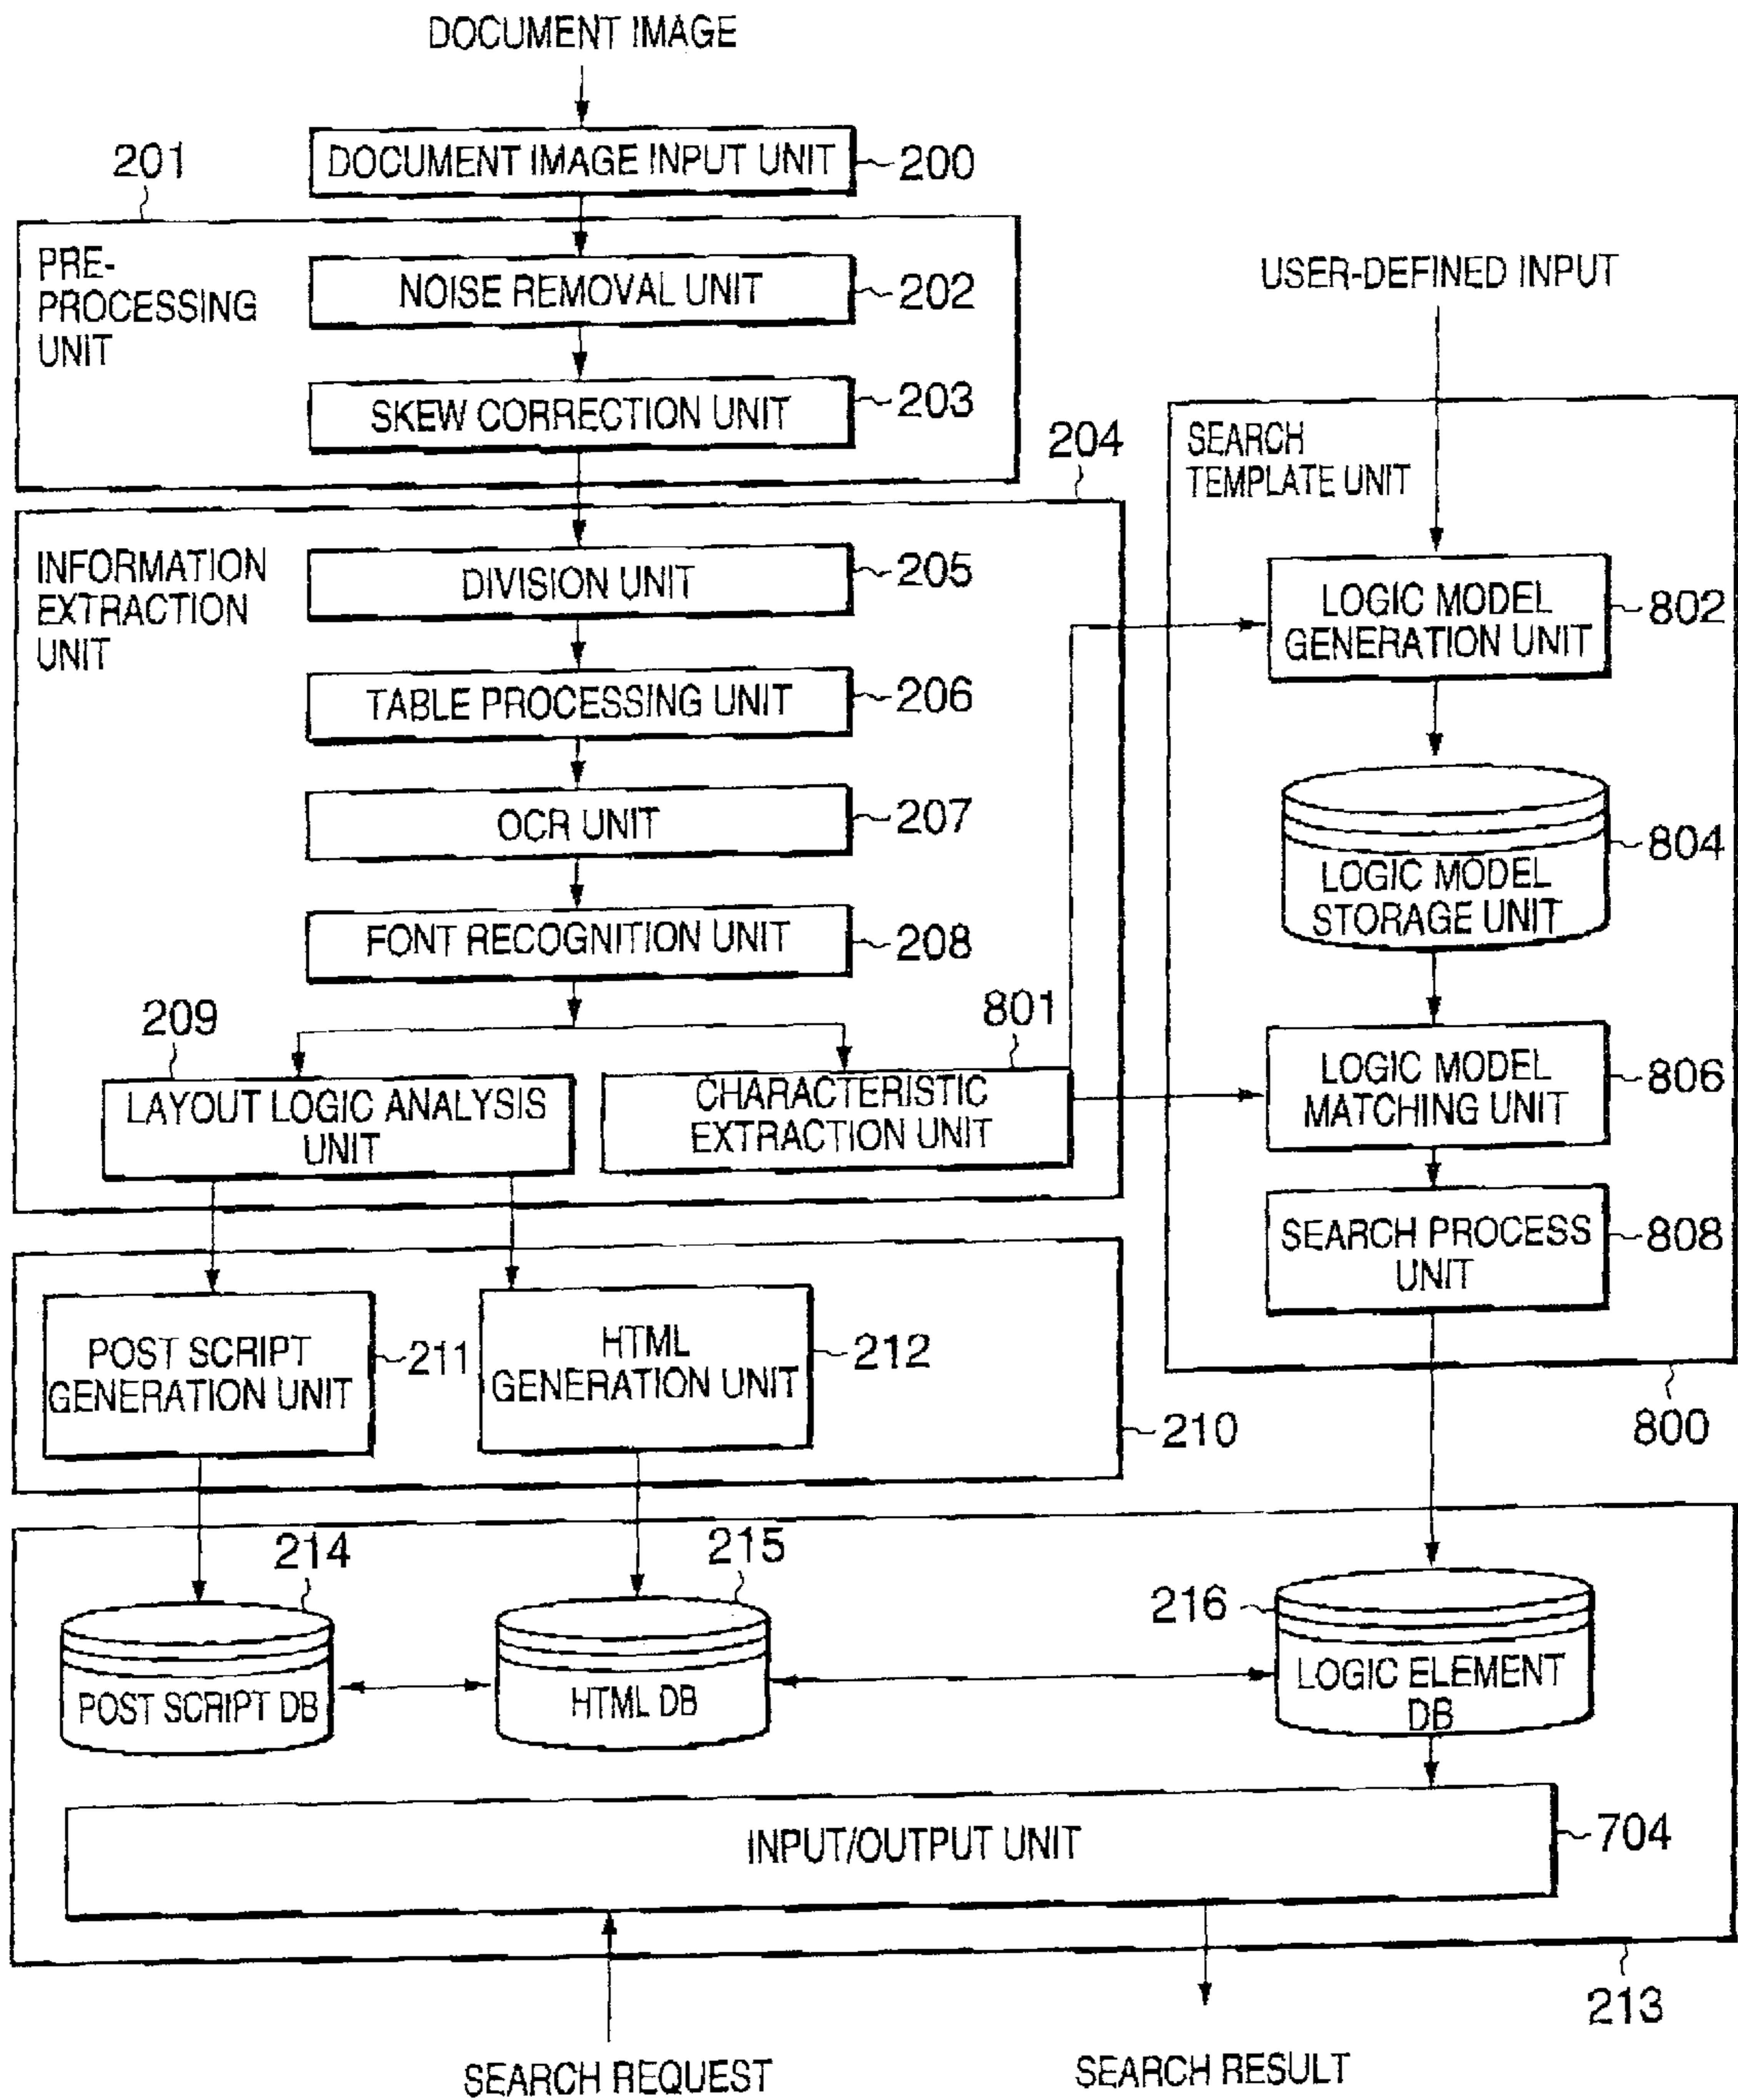 DOCUMENT IMAGE
201
DOCUMENT IMAGE INPUT UNIT
200
PRE-
PROCESSING
UNIT
NOISE REMOVAL UNIT
202
SKEW CORRECTION UNIT
203
USER-DEFINED INPUT
204
INFORMATION
EXTRACTION
UNIT
DIVISION UNIT
205
TABLE PROCESSING UNIT
206
OCR UNIT
207
FONT RECOGNITION UNIT
208
209
LAYOUT LOGIC ANALYSIS
UNIT
801
CHARACTERISTIC
EXTRACTION UNIT
SEARCH
TEMPLATE UNIT
LOGIC MODEL
GENERATION UNIT
802
LOGIC MODEL
STORAGE UNIT
804
LOGIC MODEL
MATCHING UNIT
806
SEARCH PROCESS
UNIT
808
800
POST SCRIPT
GENERATION UNIT
211
HTML
GENERATION UNIT
212
210
214
POST SCRIPT DB
215
HTML DB
216
LOGIC ELEMENT
DB
INPUT/OUTPUT UNIT
704
213
SEARCH REQUEST
SEARCH RESULT